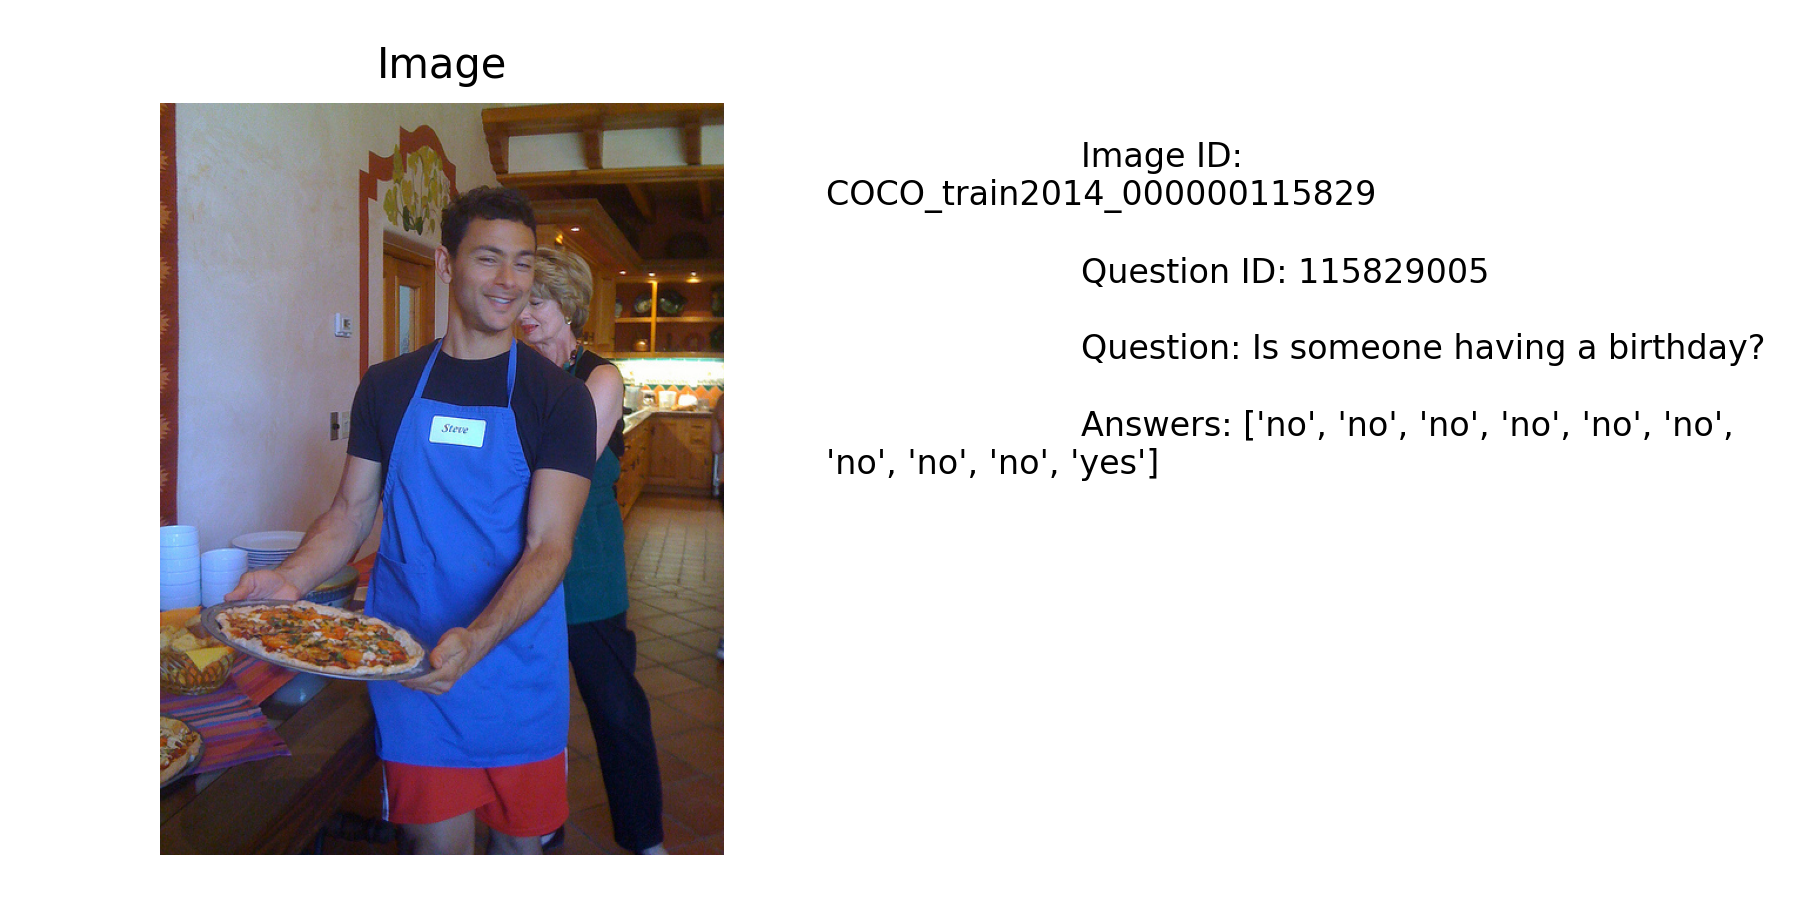 Image
Steve
Image ID:
COCO_train2014_000000115829
Question ID: 115829005
Question: Is someone having a birthday?
Answers: ['no', 'no', 'no', 'no', 'no', 'no',
'no', 'no', 'no', 'yes']